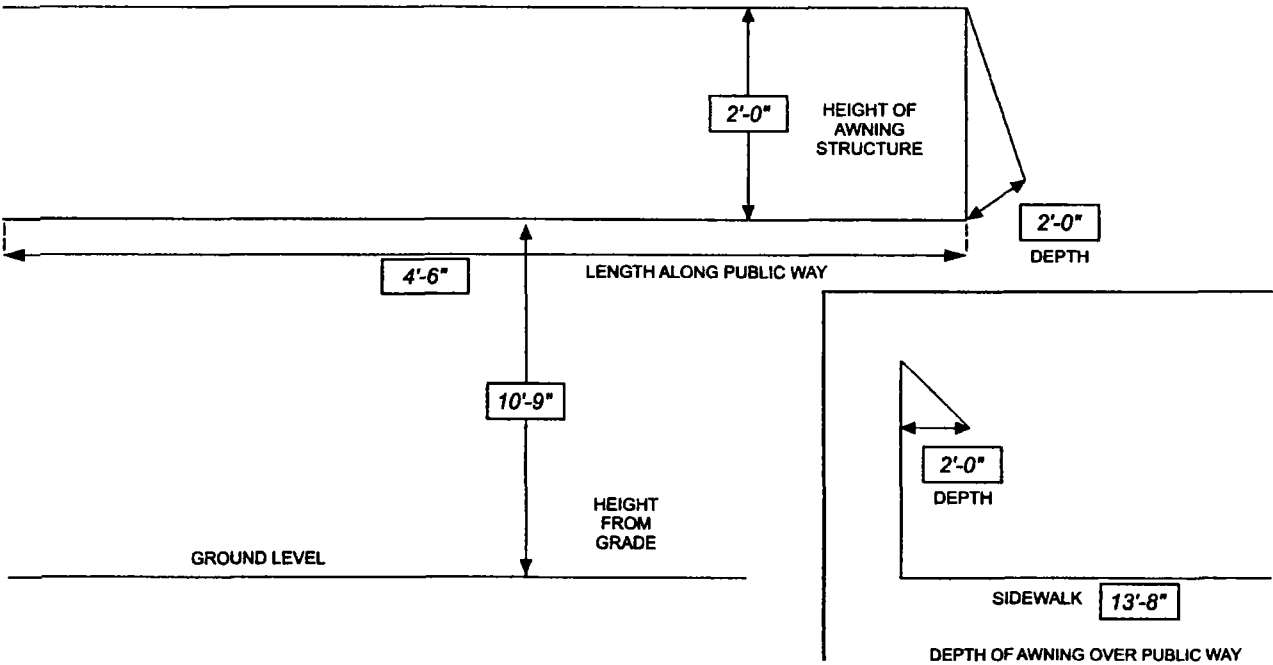 2'-0"
HEIGHT OF
AWNING
STRUCTURE
2'-0"
DEPTH
4'-6"
LENGTH ALONG PUBLIC WAY
10'-9"
HEIGHT
FROM
GRADE
GROUND LEVEL
2'-0"
DEPTH
SIDEWALK 13'-8"
DEPTH OF AWNING OVER PUBLIC WAY